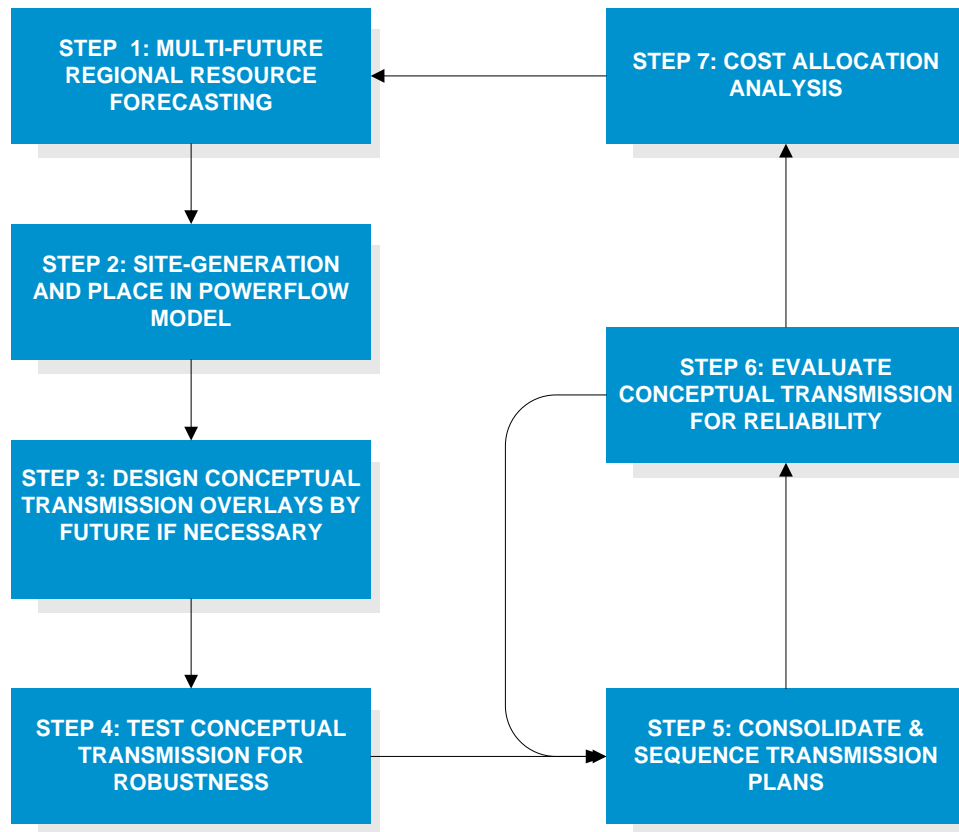 STEP 1: MULTI-FUTURE
REGIONAL RESOURCE
FORECASTING
STEP 2: SITE-GENERATION
AND PLACE IN POWERFLOW
MODEL
STEP 3: DESIGN CONCEPTUAL
TRANSMISSION OVERLAYS BY
FUTURE IF NECESSARY
STEP 4: TEST CONCEPTUAL
TRANSMISSION FOR
ROBUSTNESS
STEP 5: CONSOLIDATE &
SEQUENCE TRANSMISSION
PLANS
STEP 6: EVALUATE
CONCEPTUAL TRANSMISSION
FOR RELIABILITY
STEP 7: COST ALLOCATION
ANALYSIS